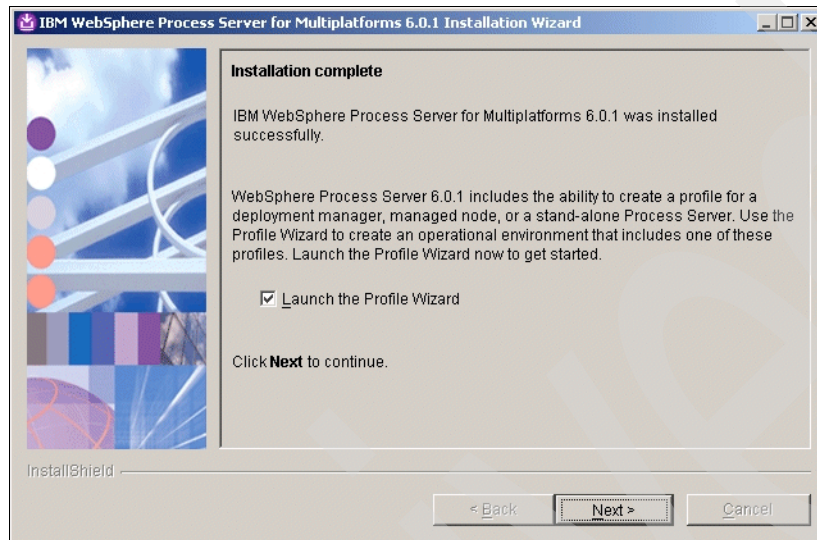 IBM WebSphere Process Server for Multiplatforms 6.0.1 Installation Wizard
Installation complete
IBM WebSphere Process Server for Multiplatforms 6.0.1 was installed
successfully.
WebSphere Process Server 6.0.1 includes the ability to create a profile for a
deployment manager, managed node, or a stand-alone Process Server. Use the
Profile Wizard to create an operational environment that includes one of these
profiles. Launch the Profile Wizard now to get started.
Launch the Profile Wizard
Click Next to continue.
InstallShield
< Back Next > Cancel